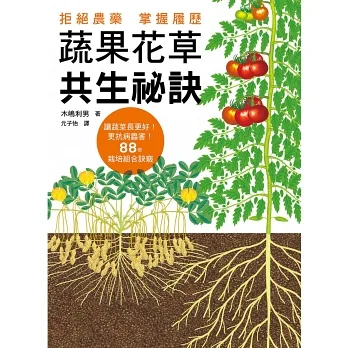 拒絕農藥 掌握履歷
蔬果花草
共生祕訣
木嶋利男 著
元子怡 譯
讓蔬菜長更好！
更抗病蟲害！
88種
栽培組合訣竅